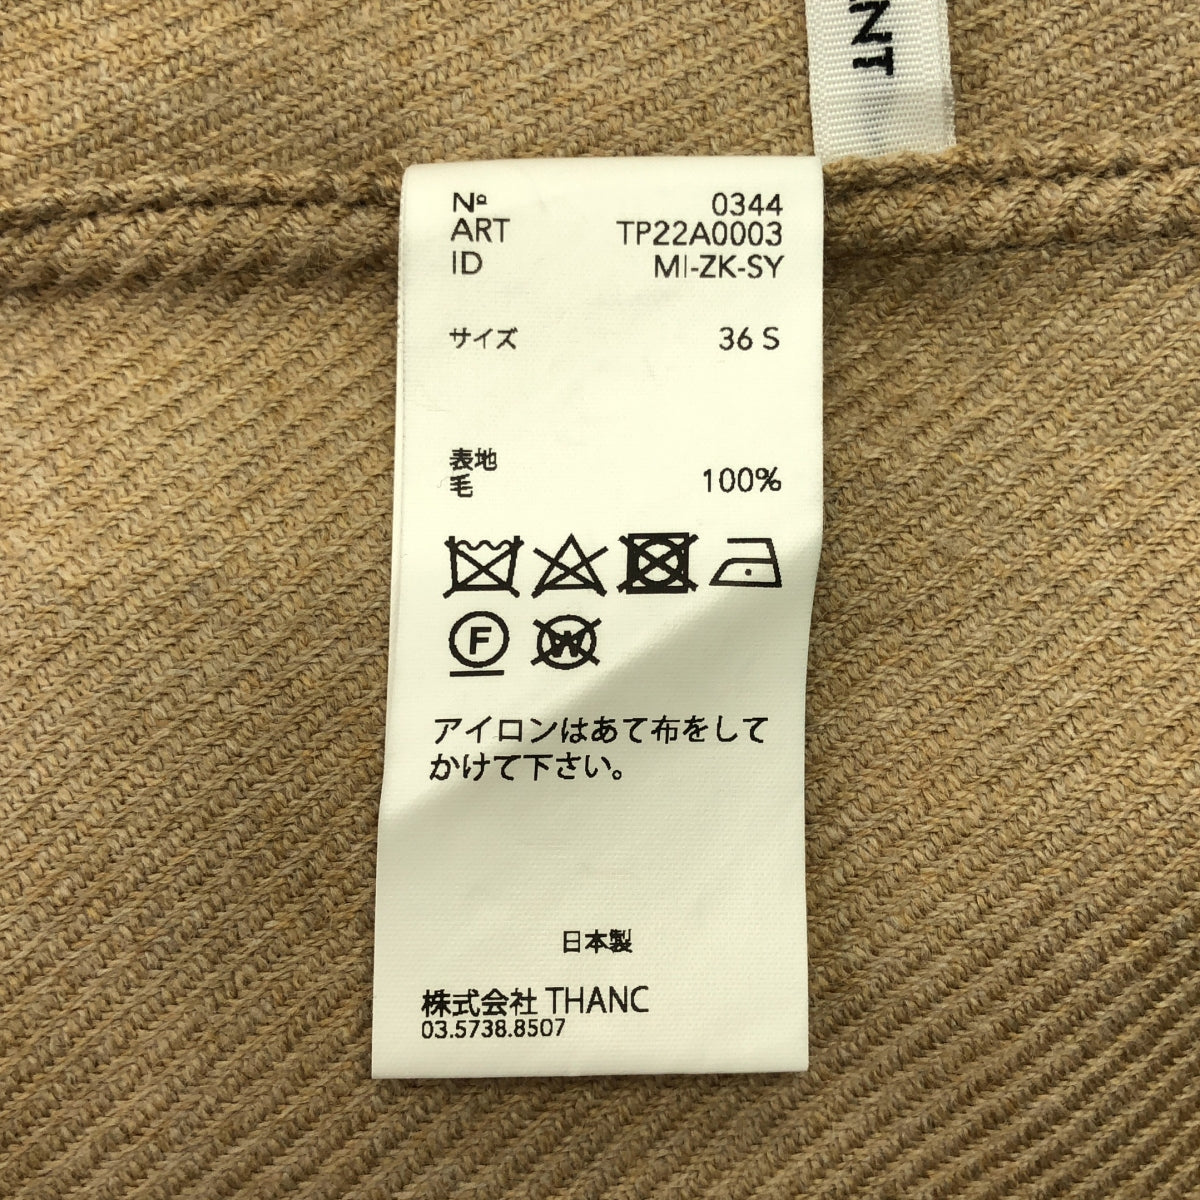 NT
Nº 0344
ART TP22A0003
ID MI-ZK-SY
サイズ 36 S
表地
毛 100%
F W
アイロンはあて布をして
かけて下さい。
日本製
株式会社 THANC
03.5738.8507